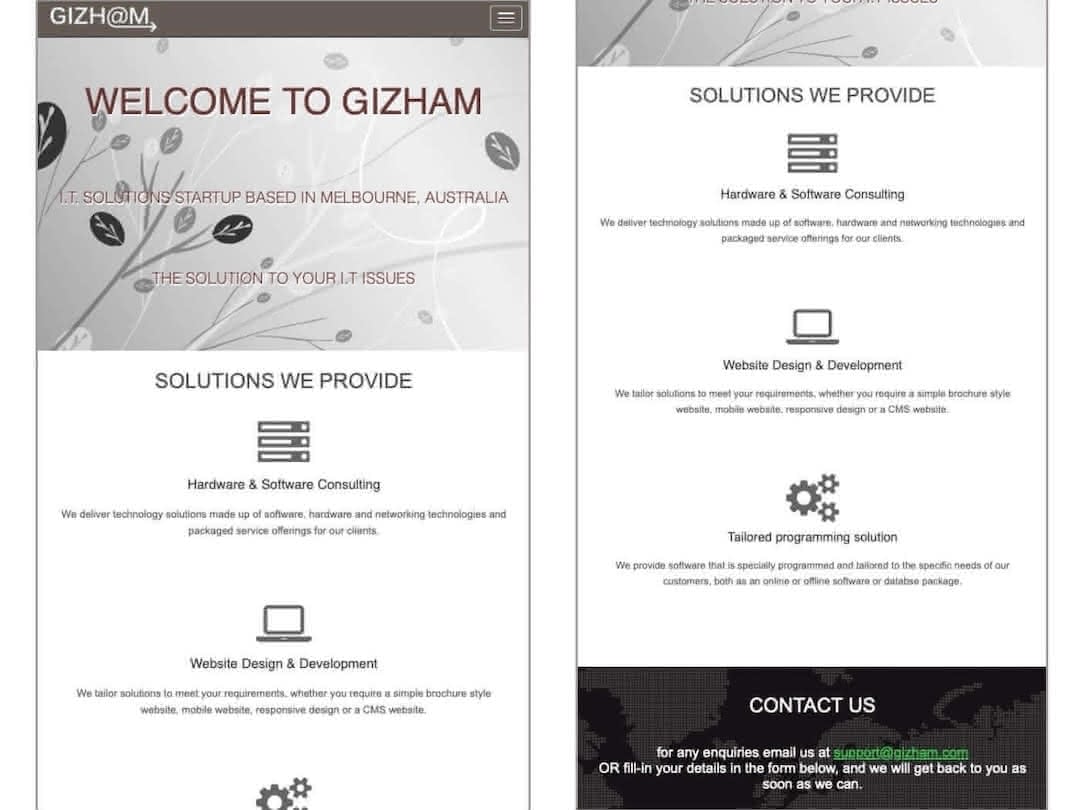 GIZH@M
WELCOME TO GIZHAM
I.T. SOLUTIONS STARTUP BASED IN MELBOURNE, AUSTRALIA
THE SOLUTION TO YOUR I.T ISSUES
SOLUTIONS WE PROVIDE
Hardware & Software Consulting
We deliver technology solutions made up of software, hardware and networking technologies and
packaged service offerings for our clients.
Website Design & Development
We tailor solutions to meet your requirements, whether you require a simple brochure style
website, mobile website, responsive design or a CMS website.
THE SOLUTION TO YOUR I.T ISSUES
SOLUTIONS WE PROVIDE
Hardware & Software Consulting
We deliver technology solutions made up of software, hardware and networking technologies and
packaged service offerings for our clients.
Website Design & Development
We tailor solutions to meet your requirements, whether you require a simple brochure style
website, mobile website, responsive design or a CMS website.
Tailored programming solution
We provide software that is specially programmed and tailored to the specific needs of our
customers, both as an online or offline software or databse package.
CONTACT US
for any enquiries email us at support@gizham.com
OR fill-in your details in the form below, and we will get back to you as
soon as we can.